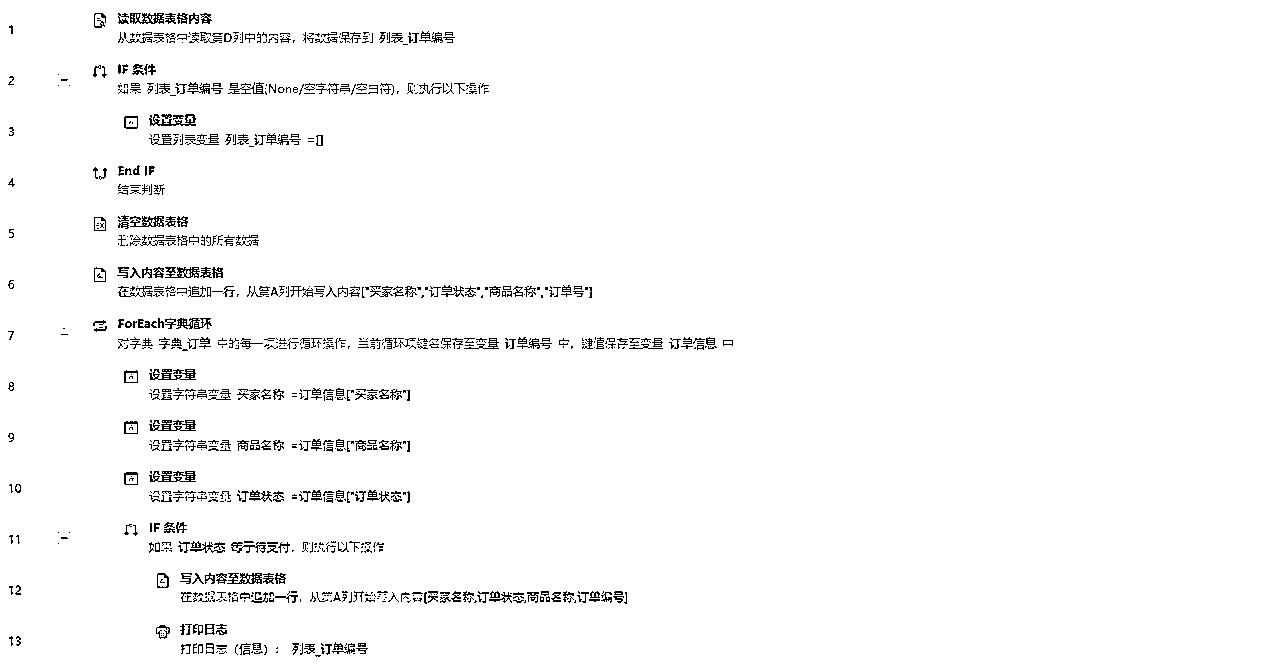 1
读取数据表格内容
从数据表格中读取第D列中的内容，将数据保存到 列表_订单编号
2
IF 条件
如果 列表_订单编号 是空值(None/空字符串/空白符)，则执行以下操作
3
设置变量
设置列表变量 列表_订单编号 =[]
4
End IF
结束判断
5
清空数据表格
删除数据表格中的所有数据
6
写入内容至数据表格
在数据表格中追加一行，从第A列开始写入内容["买家名称","订单状态","商品名称","订单号"]
7
ForEach字典循环
对字典 字典_订单 中的每一项进行循环操作，当前循环项键名保存至变量 订单编号 中，键值保存至变量 订单信息 中
8
设置变量
设置字符串变量 买家名称 =订单信息["买家名称"]
9
设置变量
设置字符串变量 商品名称 =订单信息["商品名称"]
10
设置变量
设置字符串变量 订单状态 =订单信息["订单状态"]
11
IF 条件
如果 订单状态 等于待支付，则执行以下操作
12
写入内容至数据表格
在数据表格中追加一行，从第A列开始写入内容[买家名称,订单状态,商品名称,订单编号]
13
打印日志
打印日志（信息）： 列表_订单编号